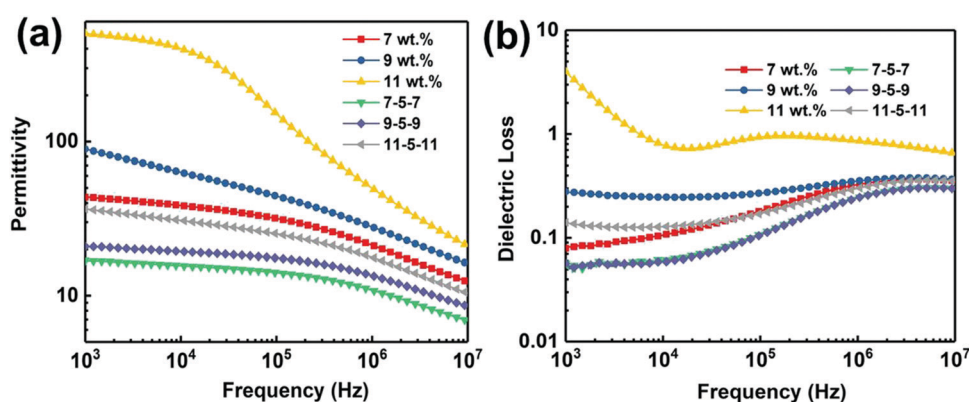 (a)
7 wt.%
9 wt.%
11 wt.%
7-5-7
9-5-9
11-5-11
100
10
Permittivity
10³ 10⁴ 10⁵ 10⁶ 10⁷
Frequency (Hz)
(b)
7 wt.% 7-5-7
9 wt.% 9-5-9
11 wt.% 11-5-11
10
1
0.1
0.01
Dielectric Loss
10³ 10⁴ 10⁵ 10⁶ 10⁷
Frequency (Hz)